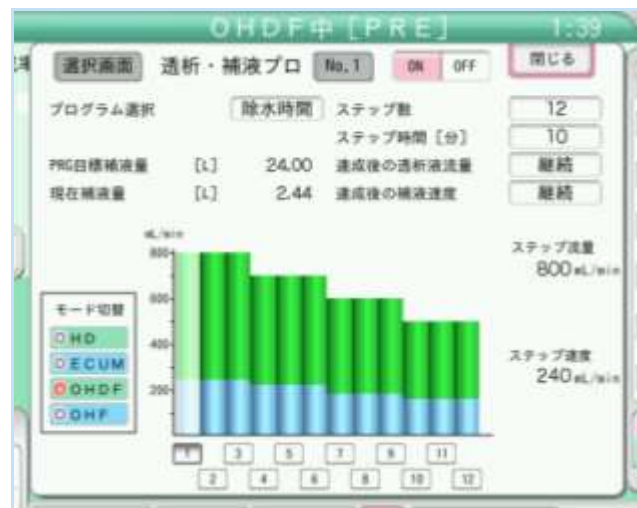 OHDF中[PRE] 1:39
選択画面 透析・補液プロ No.1 ON OFF 閉じる
プログラム選択 除水時間 ステップ数 12
ステップ時間[分] 10
PRG目標補液量 [L] 24.00 達成後の透析液流量 継続
現在補液量 [L] 2.44 達成後の補液速度 継続
mL/min
800
600
400
200
ステップ流量
800 mL/min
モード切替
HD
ECUM
OHDF
OHF
ステップ速度
240 mL/min
1 3 5 7 9 11
2 4 6 8 10 12